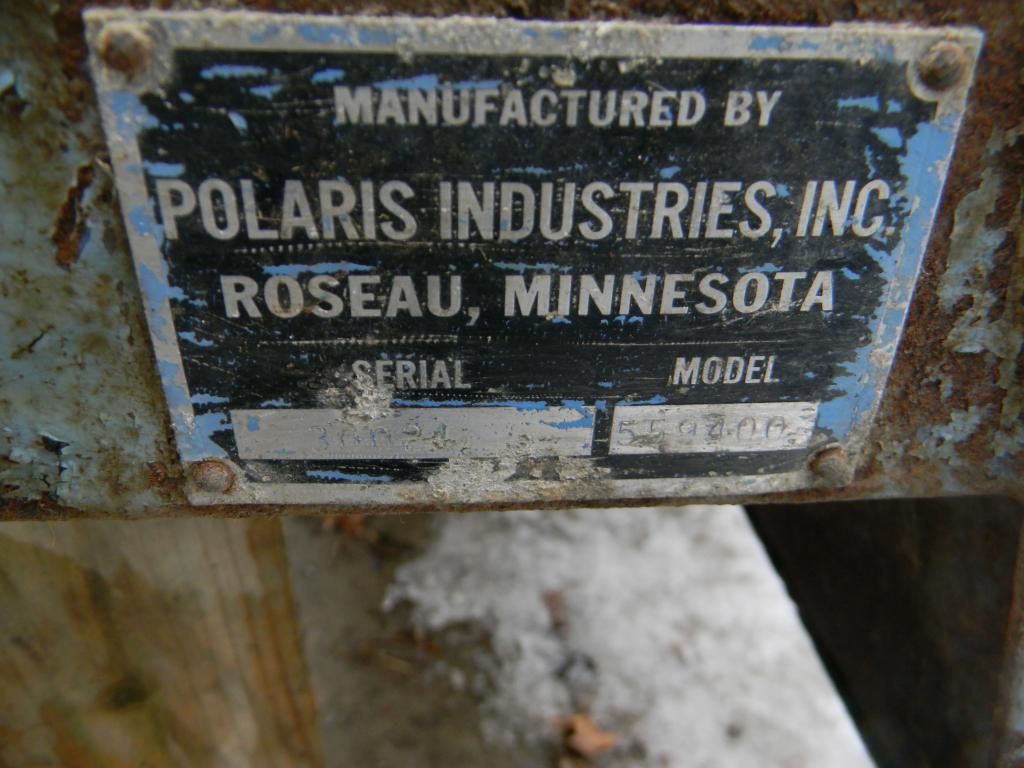 MANUFACTURED BY
POLARIS INDUSTRIES, INC.
ROSEAU, MINNESOTA
SERIAL MODEL